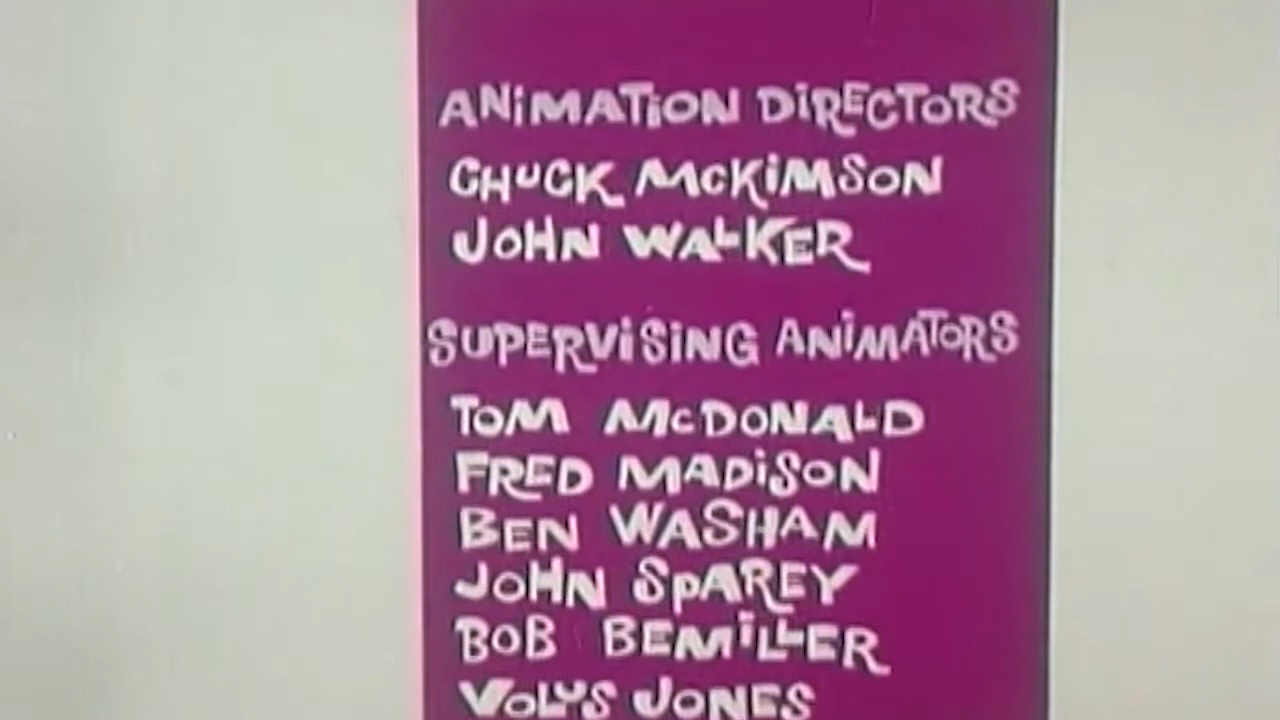 ANiMATiON DiRECTORS
CHUCK McKiMSON
JOHN WALKER
SUPERViSiNG ANiMATORS
TOM McDONALD
FRED MADiSON
BEN WASHAM
JOHN SPAREY
BOB BEMiLLER
VOLUS JONES